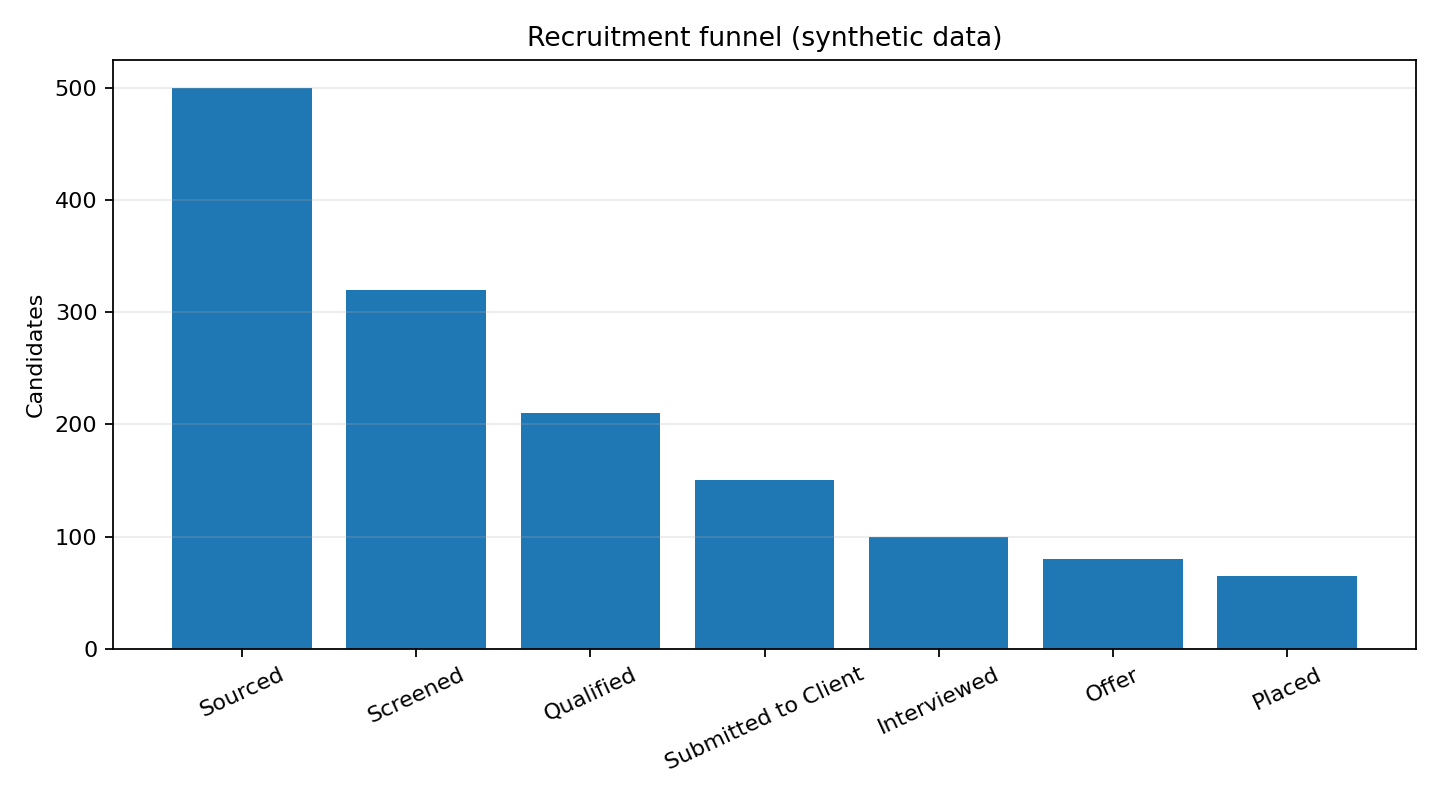 Recruitment funnel (synthetic data)
Candidates
500
400
300
200
100
0
Sourced
Screened
Qualified
Submitted to Client
Interviewed
Offer
Placed